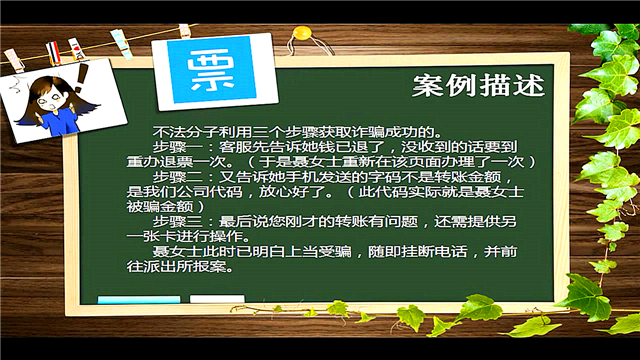 票
案例描述
不法分子利用三个步骤获取诈骗成功的。
步骤一：客服先告诉她钱已退了，没收到的话要到
重办退票一次。（于是聂女士重新在该页面办理了一次）
步骤二：又告诉她手机发送的字码不是转账金额，
是我们公司代码，放心好了。（此代码实际就是聂女士
被骗金额）
步骤三：最后说您刚才的转账有问题，还需提供另
一张卡进行操作。
聂女士此时已明白上当受骗，随即挂断电话，并前
往派出所报案。